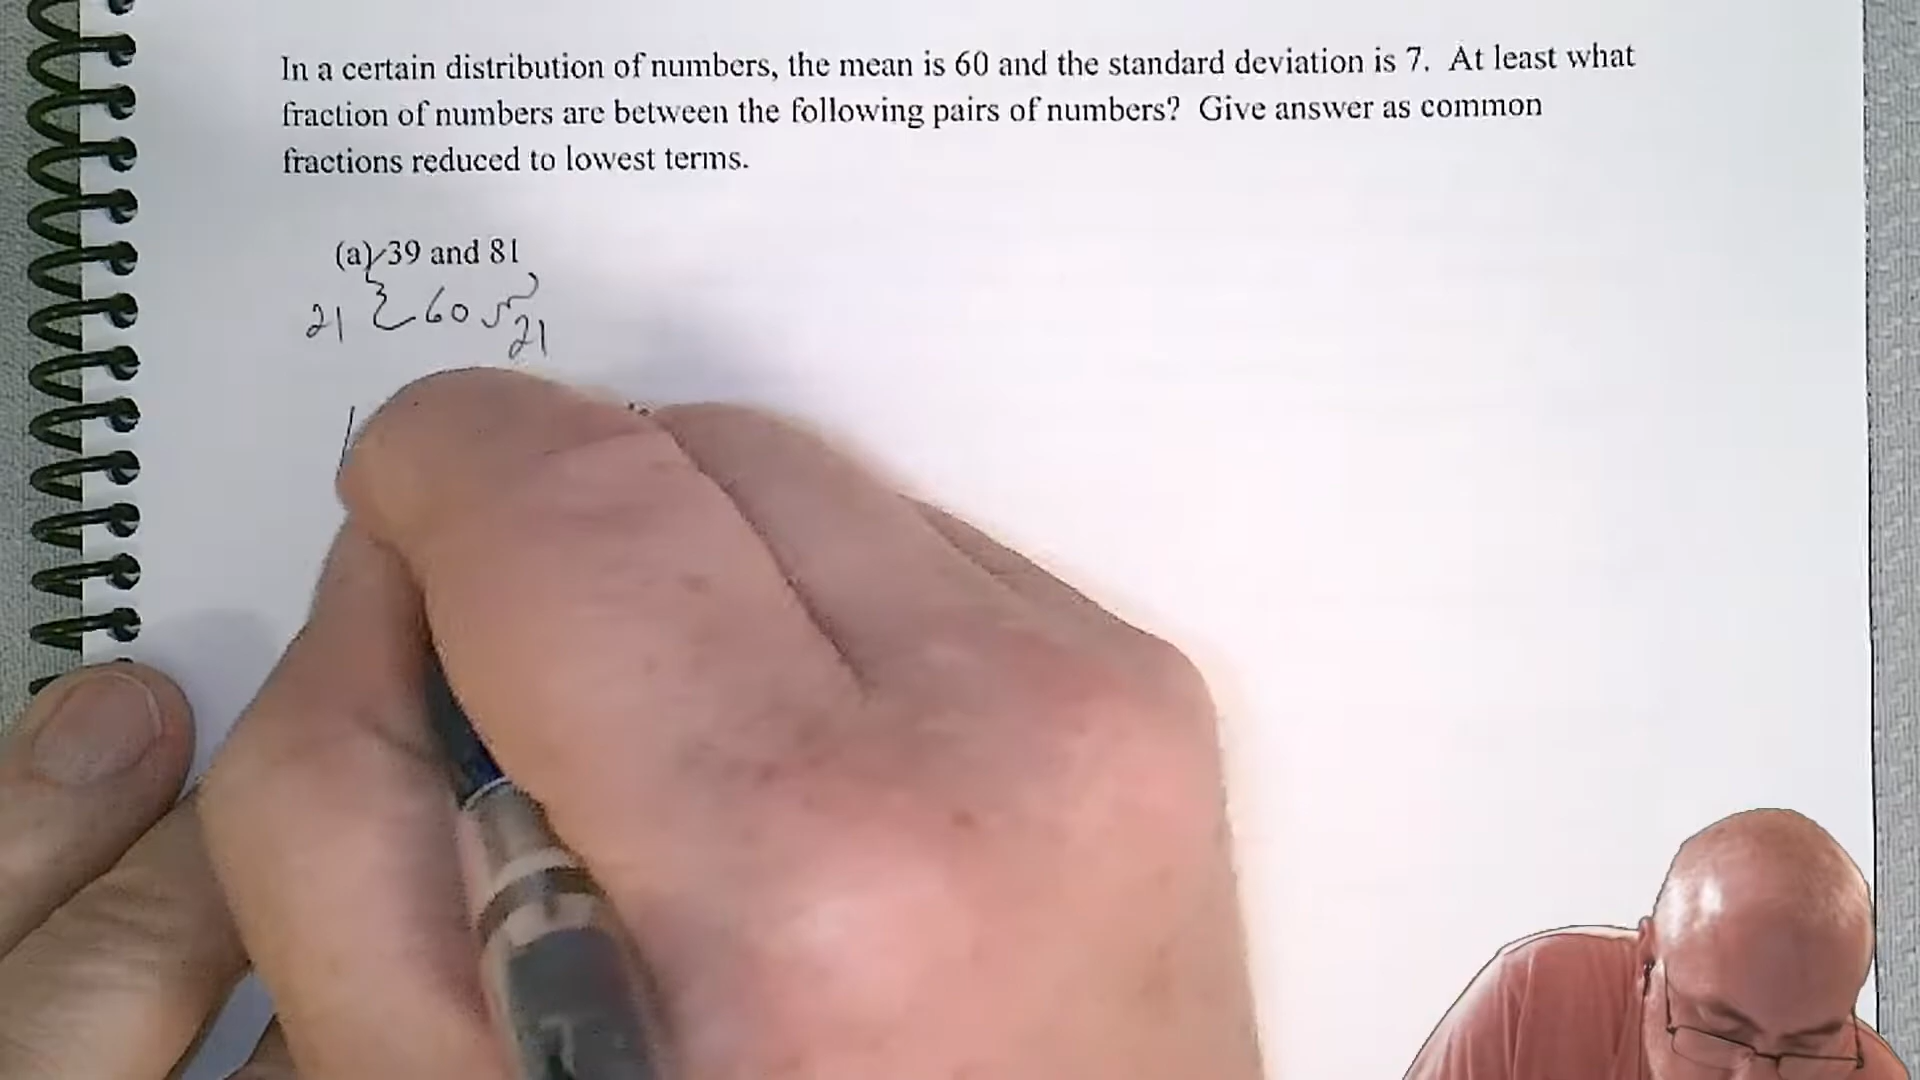 In a certain distribution of numbers, the mean is 60 and the standard deviation is 7. At least what
fraction of numbers are between the following pairs of numbers? Give answer as common
fractions reduced to lowest terms.
(a) 39 and 81
21 60
21